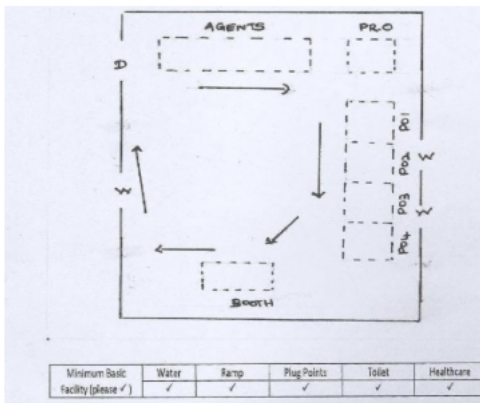 AGENTS PRO
D
PO1
PO2
W
W
PO3
W
PO4
BOOTH
Minimum Basic Facility (please ✓) Water Ramp Plug Points Toilet Healthcare
✓ ✓ ✓ ✓ ✓